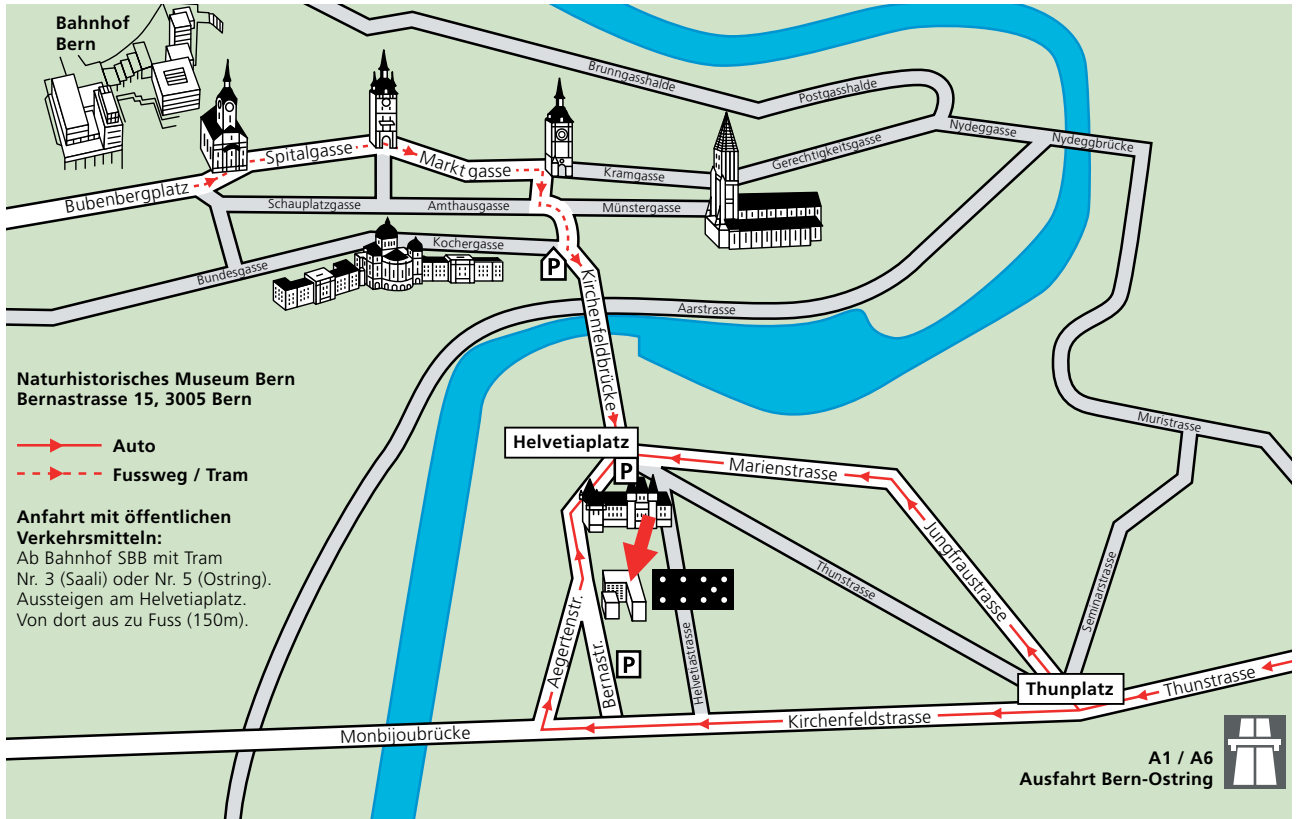 Bahnhof
Bern
Brunngasshalde
Postgasshalde
Nydeggasse
Nydeggbrücke
Spitalgasse
Marktgasse
Kramgasse
Gerechtigkeitsgasse
Bubenbergplatz
Schauplatzgasse
Amthausgasse
Münstergasse
Kochergasse
Bundesgasse
P
Kirchenfeldbrücke
Aarstrasse
Naturhistorisches Museum Bern
Bernastrasse 15, 3005 Bern
Auto
Fussweg / Tram
Anfahrt mit öffentlichen
Verkehrsmitteln:
Ab Bahnhof SBB mit Tram
Nr. 3 (Saali) oder Nr. 5 (Ostring).
Aussteigen am Helvetiaplatz.
Von dort aus zu Fuss (150m).
Helvetiaplatz
P
Marienstrasse
Muristrasse
Jungfraustrasse
Thunstrasse
Seminarstrasse
Aegertenstr.
Bernastr.
P
Helvetiastrasse
Thunplatz
Thunstrasse
Kirchenfeldstrasse
Monbijoubrücke
A1 / A6
Ausfahrt Bern-Ostring